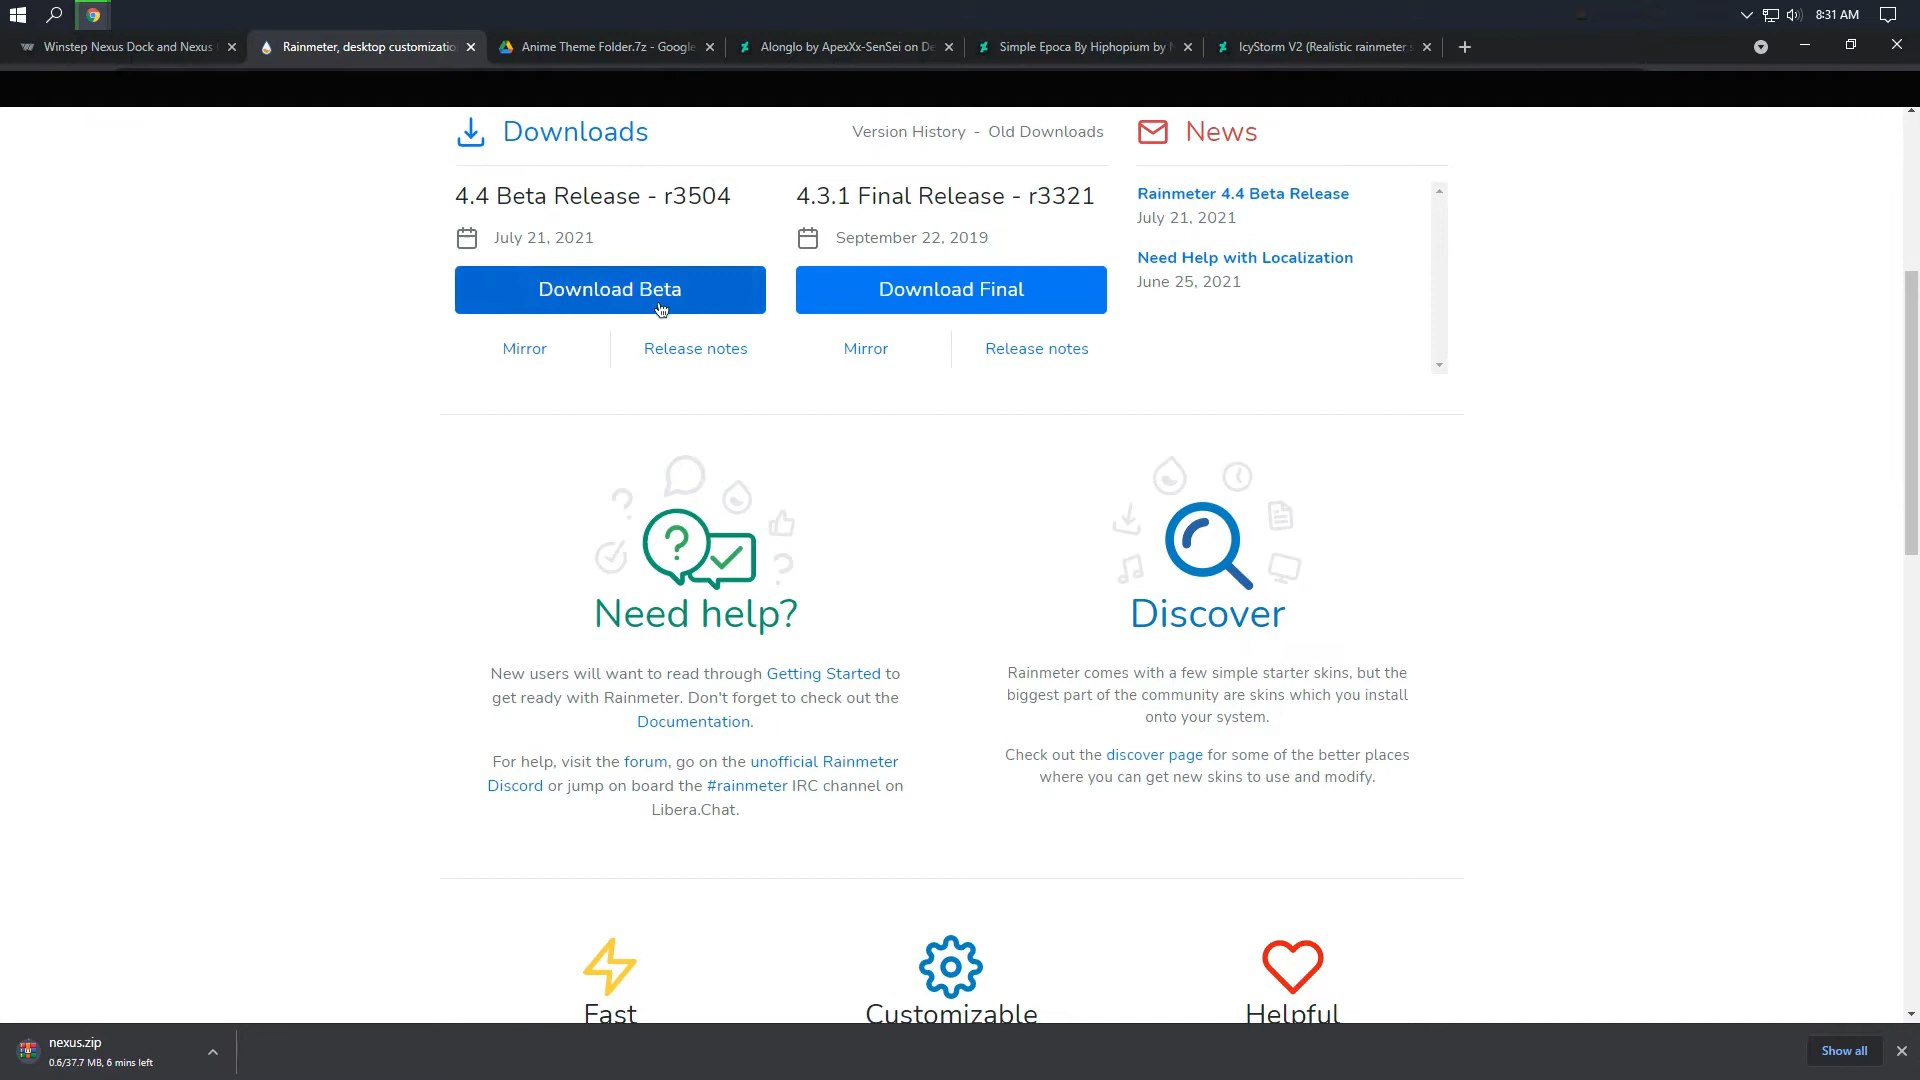 8:31 AM
Winstep Nexus Dock and Nexus
Rainmeter, desktop customizatio
Anime Theme Folder.7z - Google
Alonglo by ApexXx-SenSei on De
Simple Epoca By Hiphopium by
IcyStorm V2 (Realistic rainmeter s
Downloads
Version History - Old Downloads
News
4.4 Beta Release - r3504
July 21, 2021
Download Beta
Mirror
Release notes
4.3.1 Final Release - r3321
September 22, 2019
Download Final
Mirror
Release notes
Rainmeter 4.4 Beta Release
July 21, 2021
Need Help with Localization
June 25, 2021
Need help?
New users will want to read through Getting Started to
get ready with Rainmeter. Don't forget to check out the
Documentation.
For help, visit the forum, go on the unofficial Rainmeter
Discord or jump on board the #rainmeter IRC channel on
Libera.Chat.
Discover
Rainmeter comes with a few simple starter skins, but the
biggest part of the community are skins which you install
onto your system.
Check out the discover page for some of the better places
where you can get new skins to use and modify.
Fast
Customizable
Helpful
nexus.zip
0.6/37.7 MB, 6 mins left
Show all